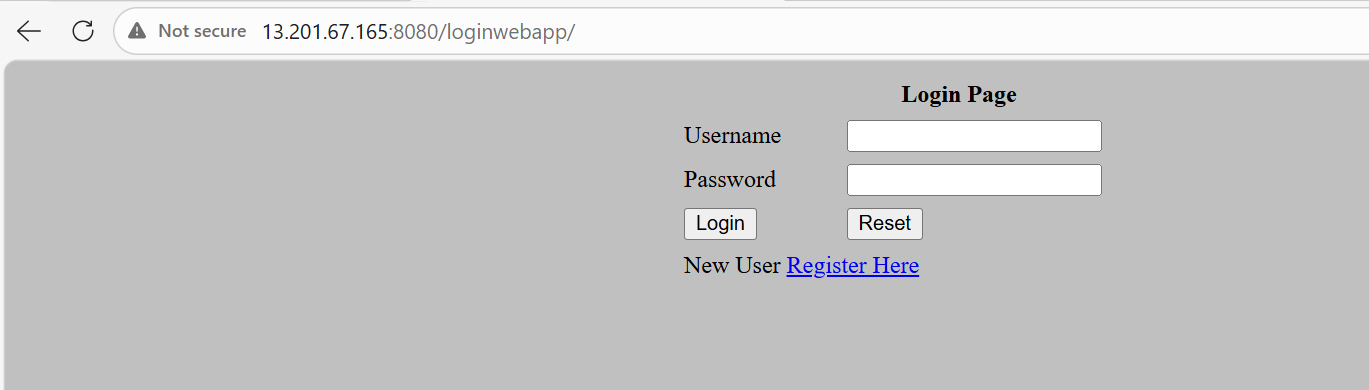 Not secure 13.201.67.165:8080/loginwebapp/
Login Page
Username
Password
Login Reset
New User Register Here